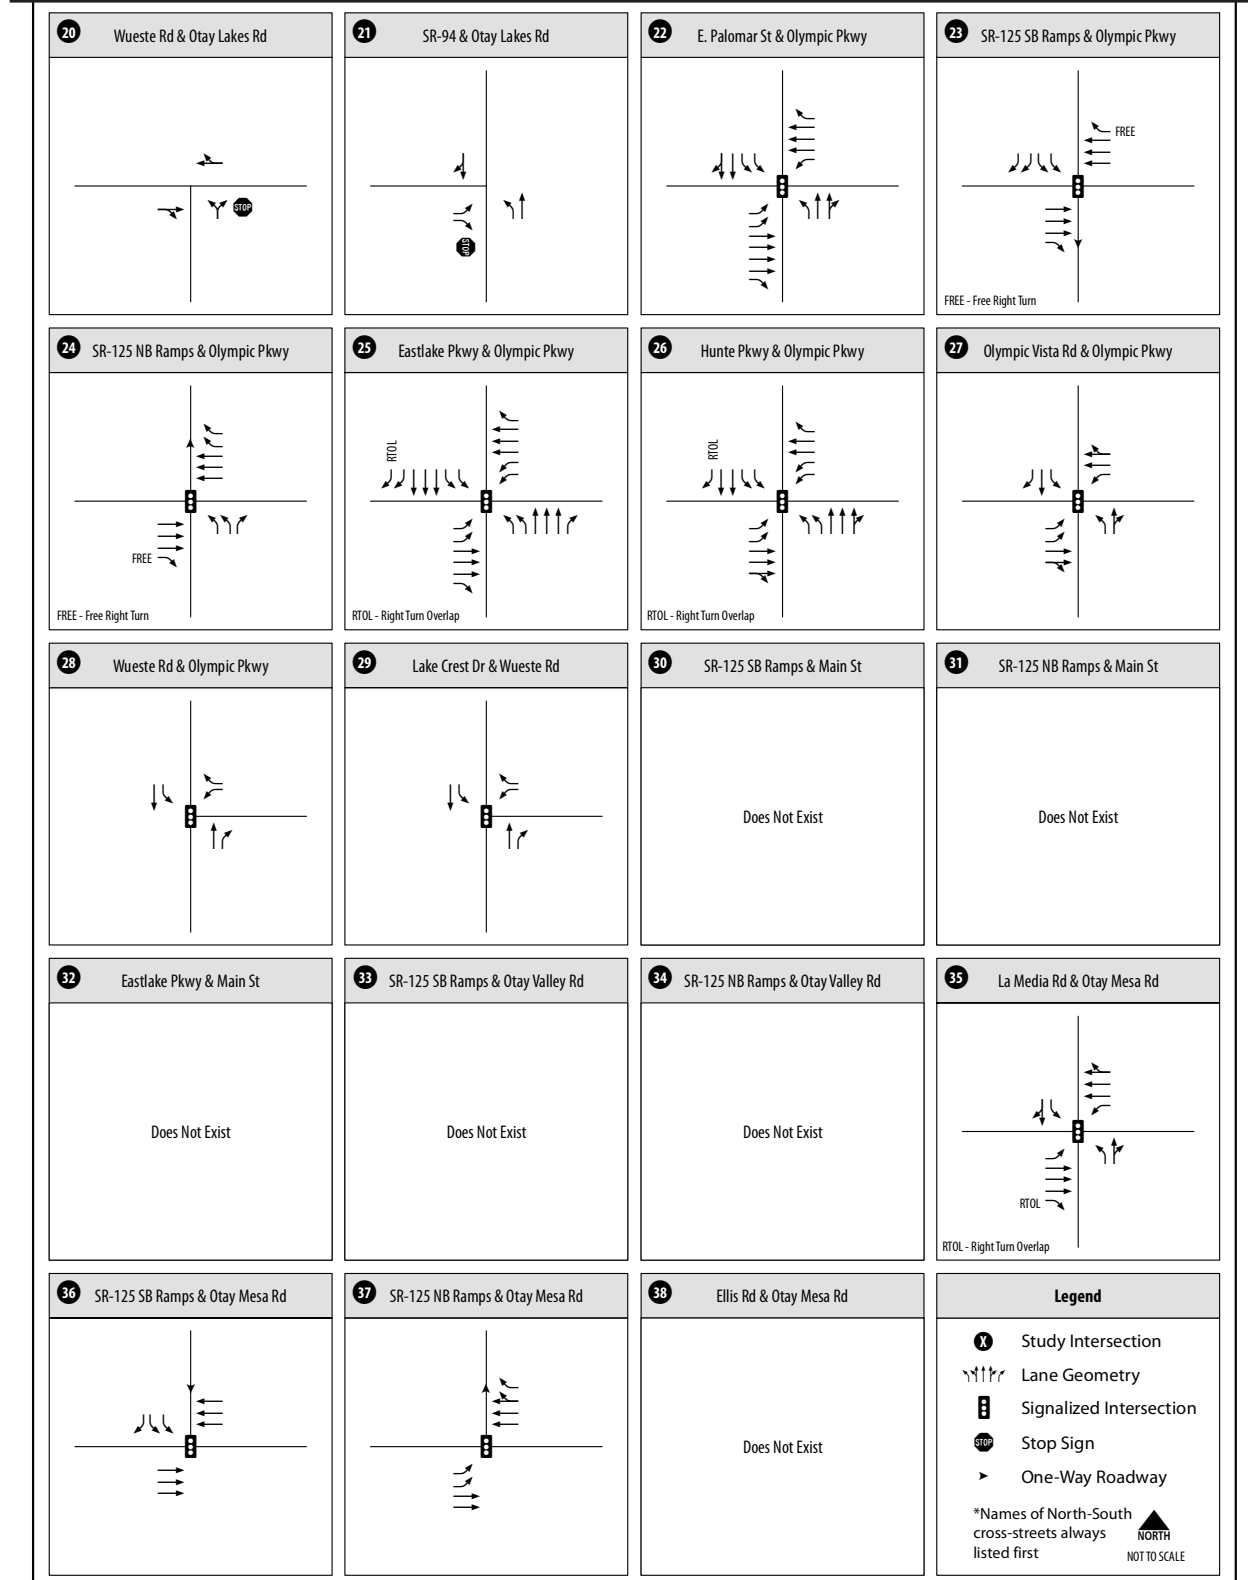 20 Wueste Rd & Otay Lakes Rd
STOP
21 SR-94 & Otay Lakes Rd
STOP
22 E. Palomar St & Olympic Pkwy
23 SR-125 SB Ramps & Olympic Pkwy
FREE
FREE - Free Right Turn
24 SR-125 NB Ramps & Olympic Pkwy
FREE
FREE - Free Right Turn
25 Eastlake Pkwy & Olympic Pkwy
RTOL
RTOL - Right Turn Overlap
26 Hunte Pkwy & Olympic Pkwy
RTOL
RTOL - Right Turn Overlap
27 Olympic Vista Rd & Olympic Pkwy
28 Wueste Rd & Olympic Pkwy
29 Lake Crest Dr & Wueste Rd
30 SR-125 SB Ramps & Main St
Does Not Exist
31 SR-125 NB Ramps & Main St
Does Not Exist
32 Eastlake Pkwy & Main St
Does Not Exist
33 SR-125 SB Ramps & Otay Valley Rd
Does Not Exist
34 SR-125 NB Ramps & Otay Valley Rd
Does Not Exist
35 La Media Rd & Otay Mesa Rd
RTOL
RTOL - Right Turn Overlap
36 SR-125 SB Ramps & Otay Mesa Rd
37 SR-125 NB Ramps & Otay Mesa Rd
38 Ellis Rd & Otay Mesa Rd
Does Not Exist
Legend
X Study Intersection
Lane Geometry
Signalized Intersection
STOP Stop Sign
One-Way Roadway
*Names of North-South
cross-streets always
listed first
NORTH
NOT TO SCALE